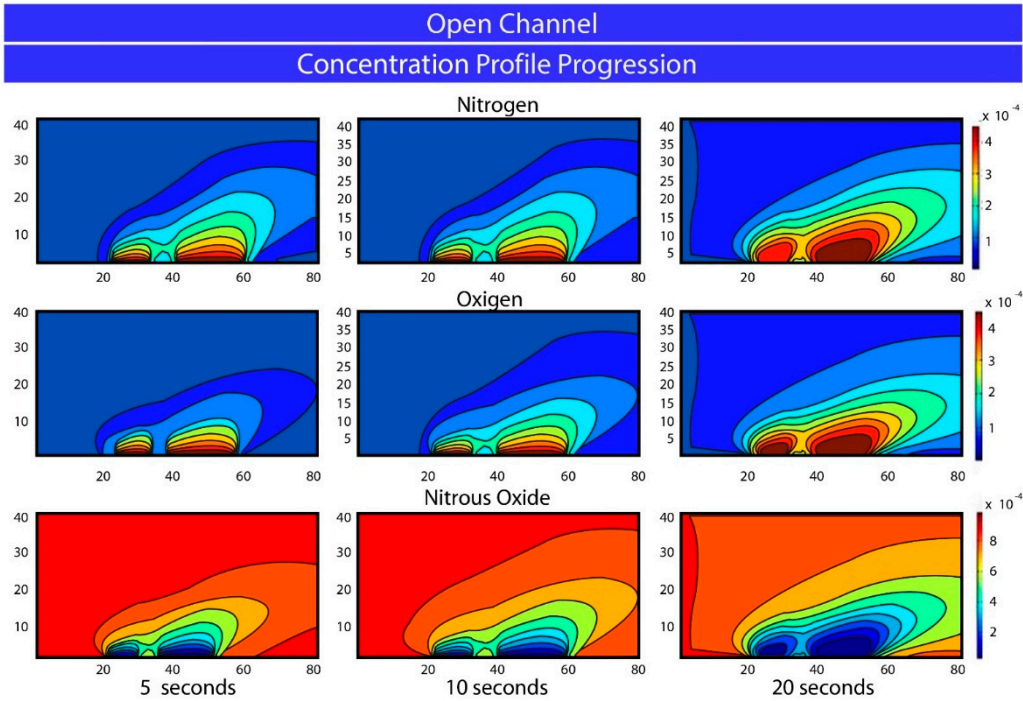 Open Channel
Concentration Profile Progression
Nitrogen
x 10 -4
40 30 20 10
40 35 30 25 20 15 10 5
40 35 30 25 20 15 10 5
4 3 2 1
20 40 60 80
20 40 60 80
20 40 60 80
Oxigen
x 10 -4
40 30 20 10
40 35 30 25 20 15 10 5
40 35 30 25 20 15 10 5
4 3 2 1
20 40 60 80
20 40 60 80
20 40 60 80
Nitrous Oxide
x 10 -4
40 30 20 10
40 30 20 10
40 30 20 10
8 6 4 2
20 40 60 80
20 40 60 80
20 40 60 80
5 seconds
10 seconds
20 seconds